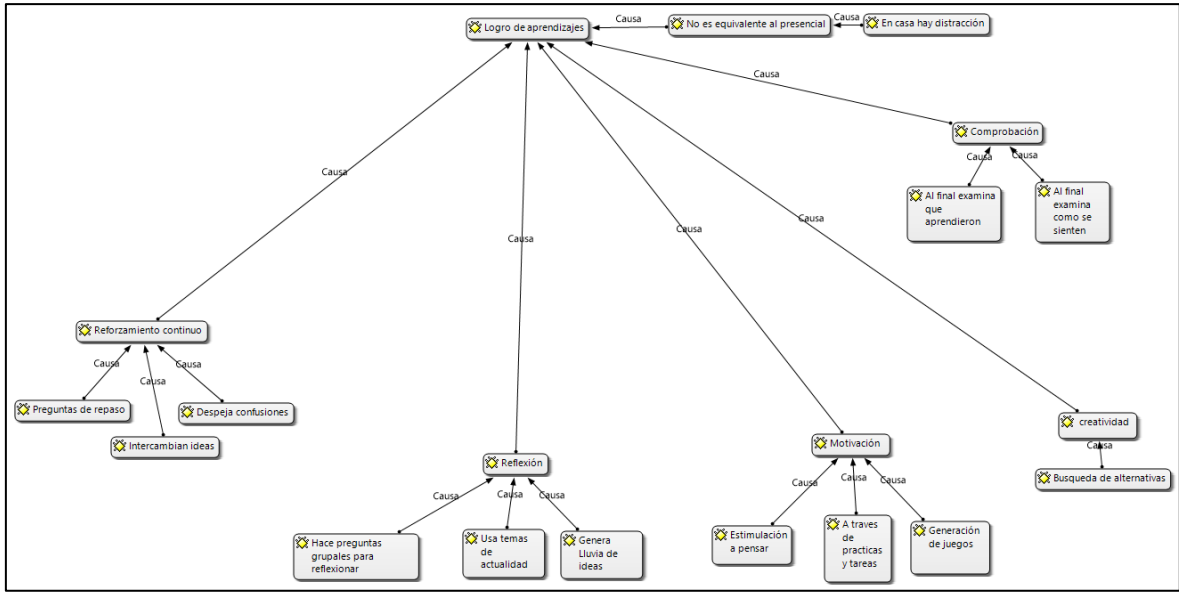 Logro de aprendizajes
Causa
No es equivalente al presencial
Causa
En casa hay distracción
Causa
Comprobación
Causa
Causa
Al final examina
que
aprendieron
Al final
examina
como se
sienten
Causa
Causa
Causa
Causa
Reforzamiento continuo
Causa
Causa
Causa
Preguntas de repaso
Despeja confusiones
Intercambian ideas
Reflexión
Causa
Causa
Causa
Hace preguntas
grupales para
reflexionar
Usa temas
de
actualidad
Genera
Lluvia de
ideas
Motivación
Causa
Causa
Causa
Estimulación
a pensar
A traves
de
practicas
y tareas
Generación
de juegos
creatividad
Causa
Busqueda de alternativas